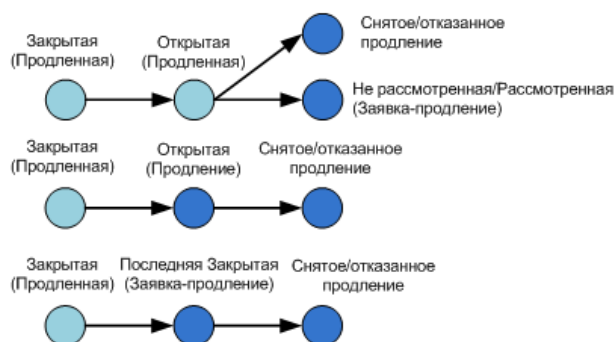 Снятое/отказанное
продление
Закрытая
(Продленная)
Открытая
(Продленная)
Не рассмотренная/Рассмотренная
(Заявка-продление)
Закрытая
(Продленная)
Открытая
(Продление)
Снятое/отказанное
продление
Закрытая
(Продленная)
Последняя Закрытая
(Заявка-продление)
Снятое/отказанное
продление